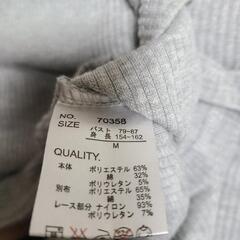 NO. 70358
SIZE
バスト 79-87
身長 154~162
M
QUALITY.
本体 ポリエステル 63%
綿 32%
ポリウレタン 5%
別布 ポリエステル 65%
綿 35%
レース部分 ナイロン 93%
ポリウレタン 7%